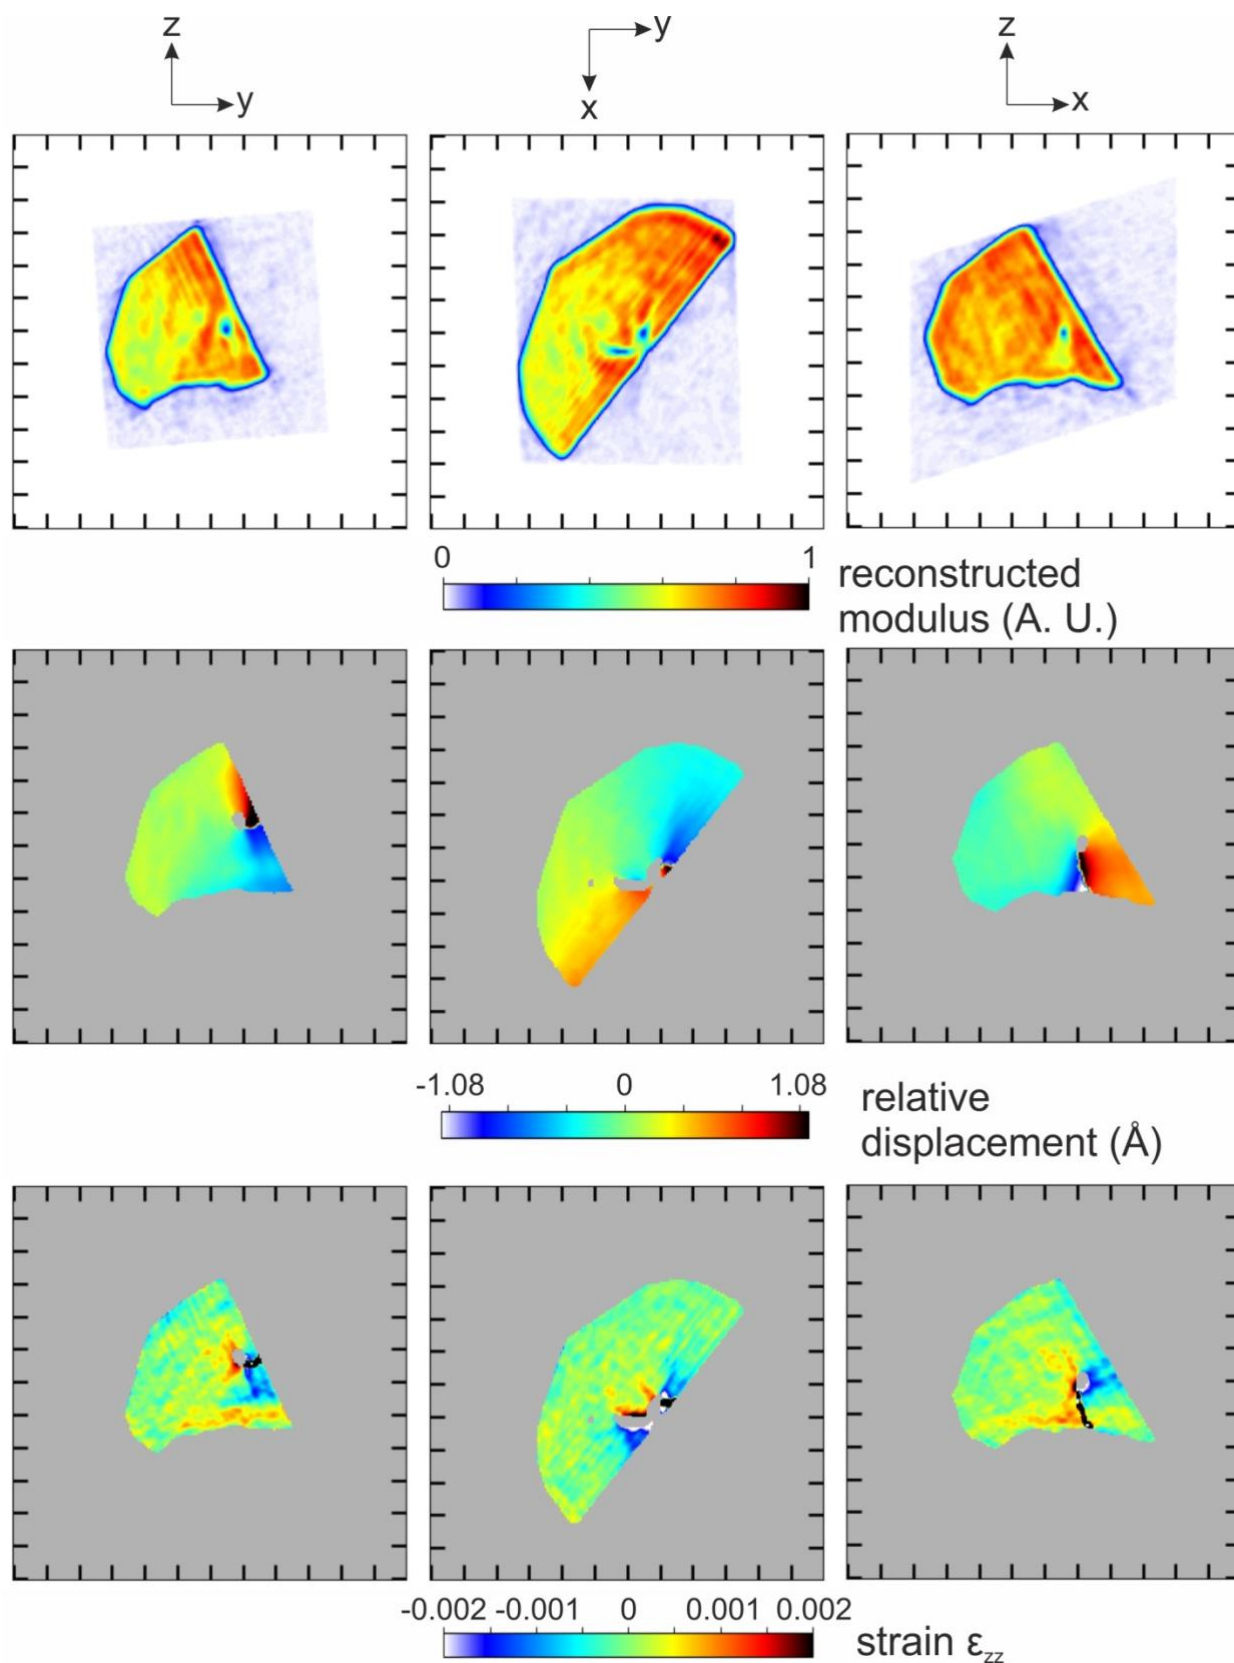 z
y
y
x
z
x
0 1
reconstructed
modulus (A. U.)
-1.08 0 1.08
relative
displacement (Å)
-0.002 -0.001 0 0.001 0.002
strain εzz